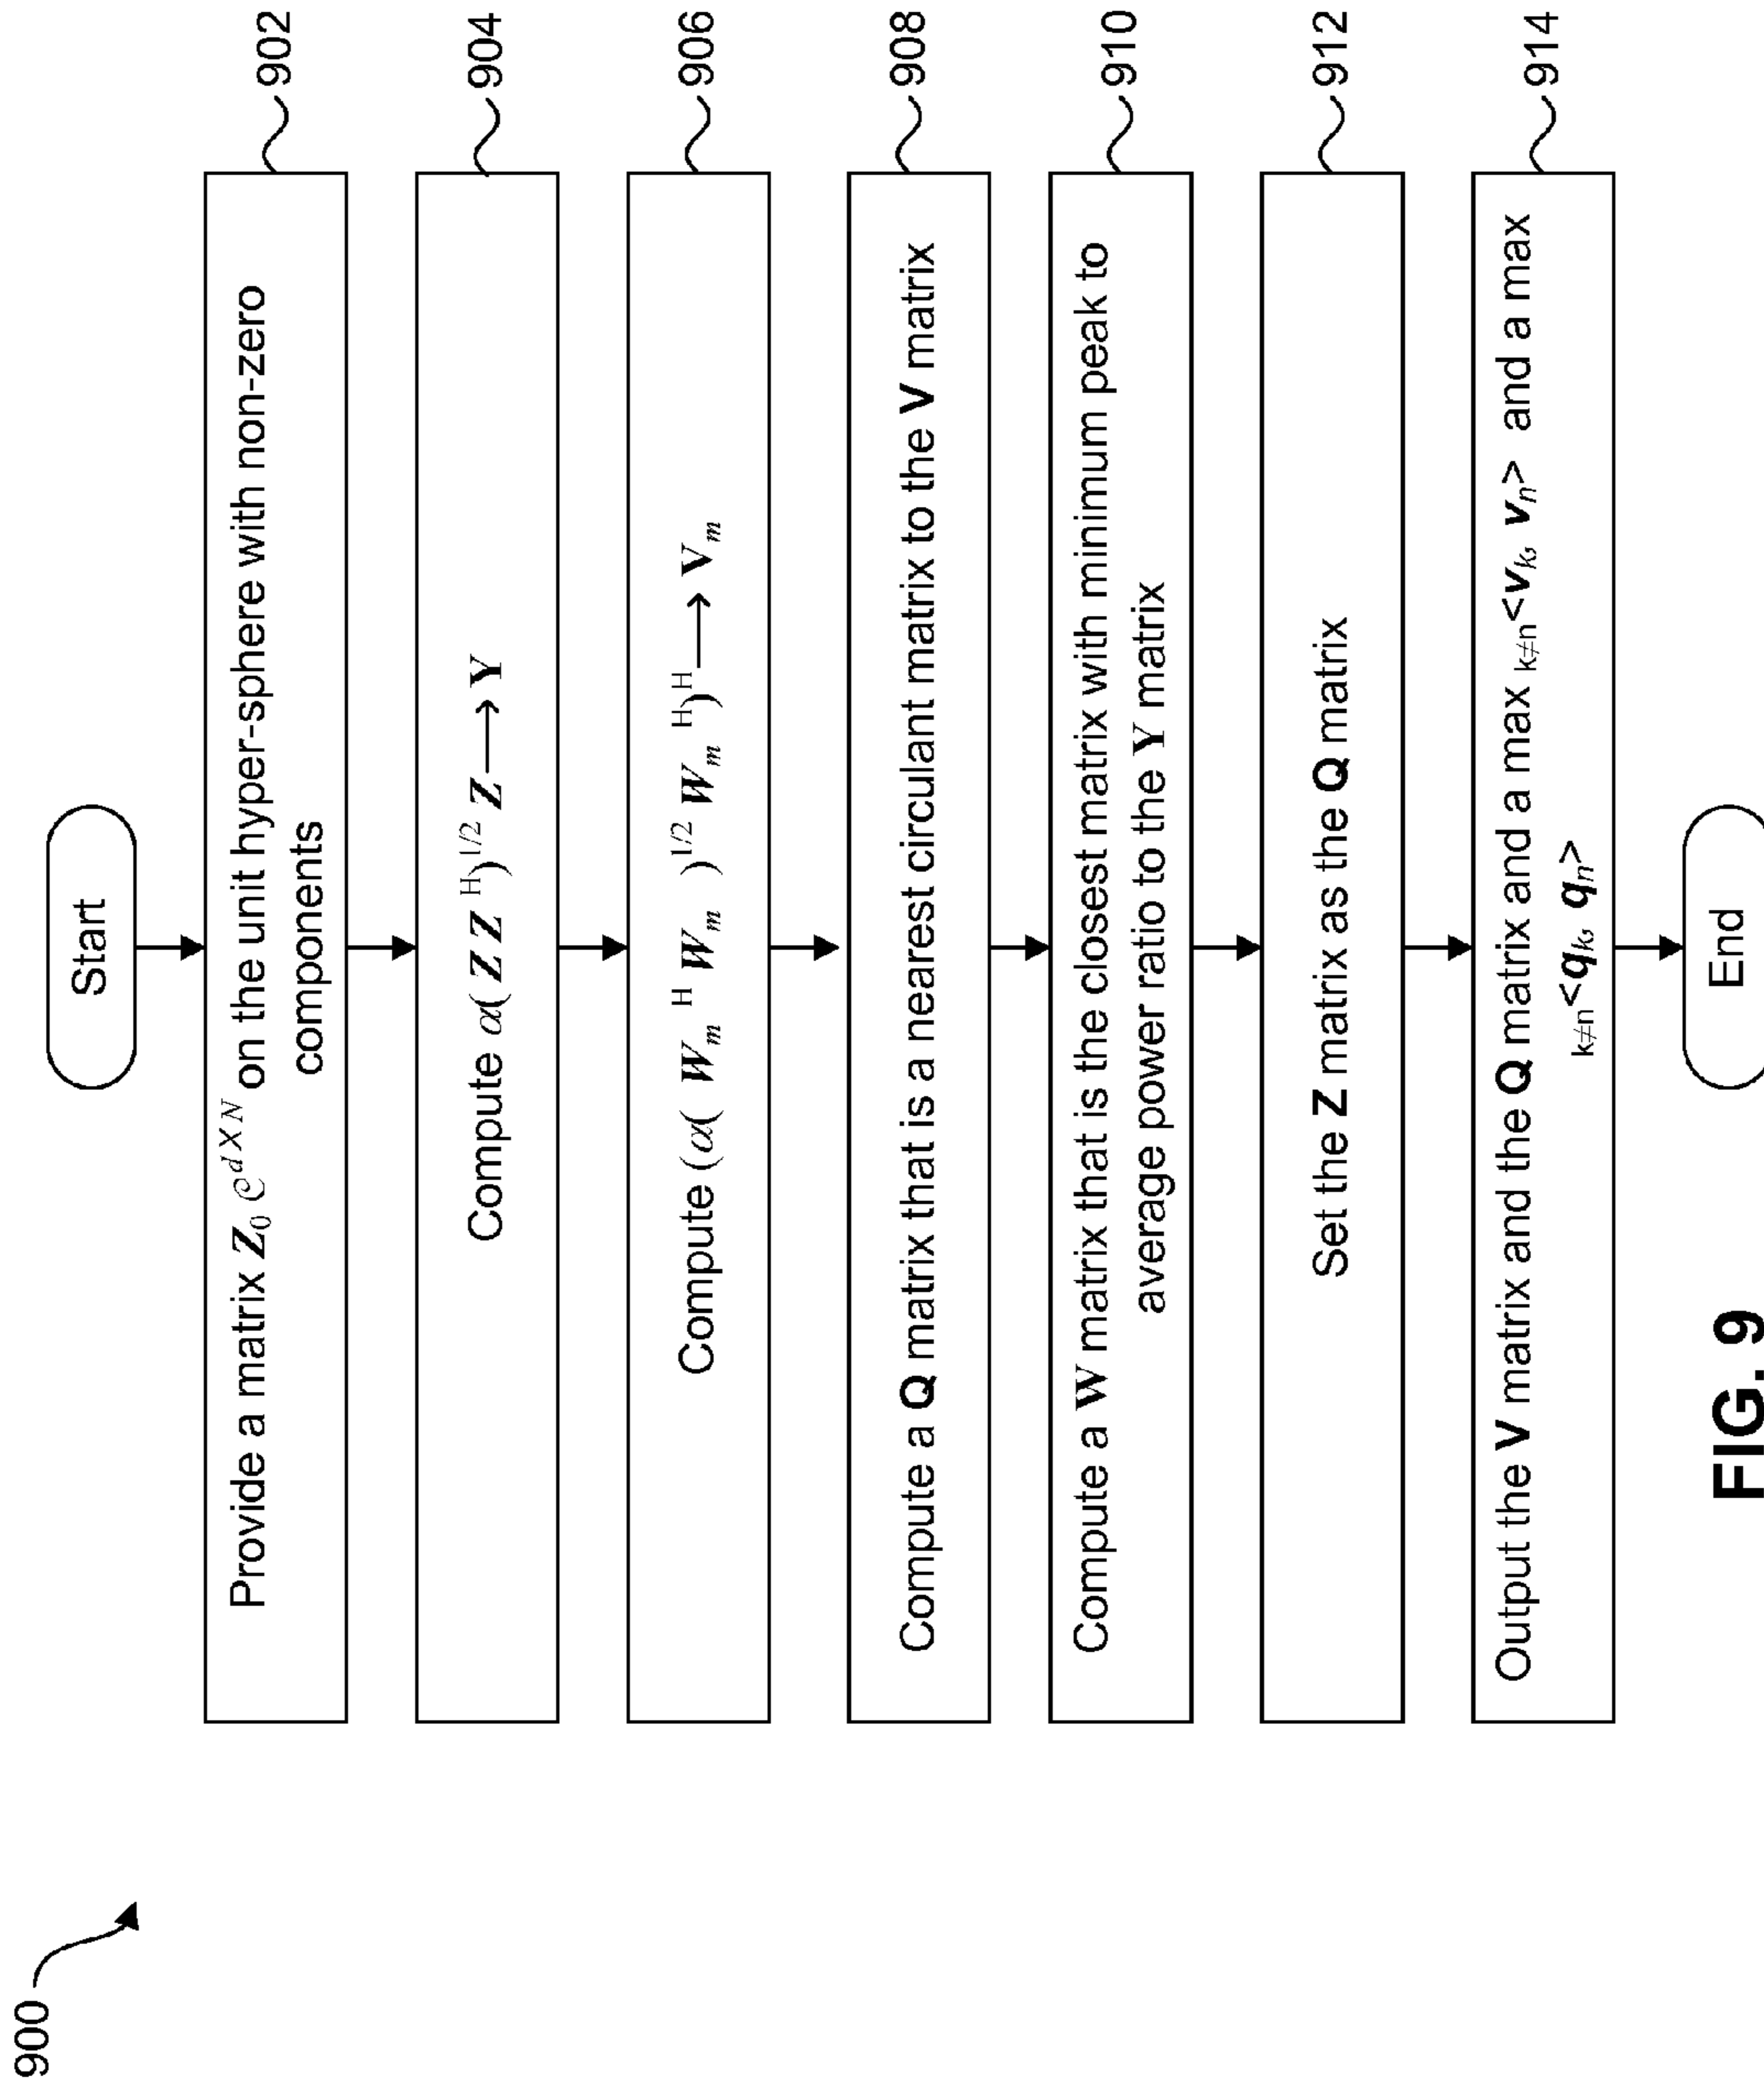 900
Start
Provide a matrix Z₀ ∈ ℂ^{d X N} on the unit hyper-sphere with non-zero
components
902
Compute α( Z Z ^H)^{1/2} Z ⟶ Y
904
Compute (α( W_m ^H W_m )^{1/2} W_m ^H)^H ⟶ V_m
906
Compute a Q matrix that is a nearest circulant matrix to the V matrix
908
Compute a W matrix that is the closest matrix with minimum peak to
average power ratio to the Y matrix
910
Set the Z matrix as the Q matrix
912
Output the V matrix and the Q matrix and a max _{k≠n}<v_k, v_n> and a max
_{k≠n}<q_k, q_n>
914
End
FIG. 9